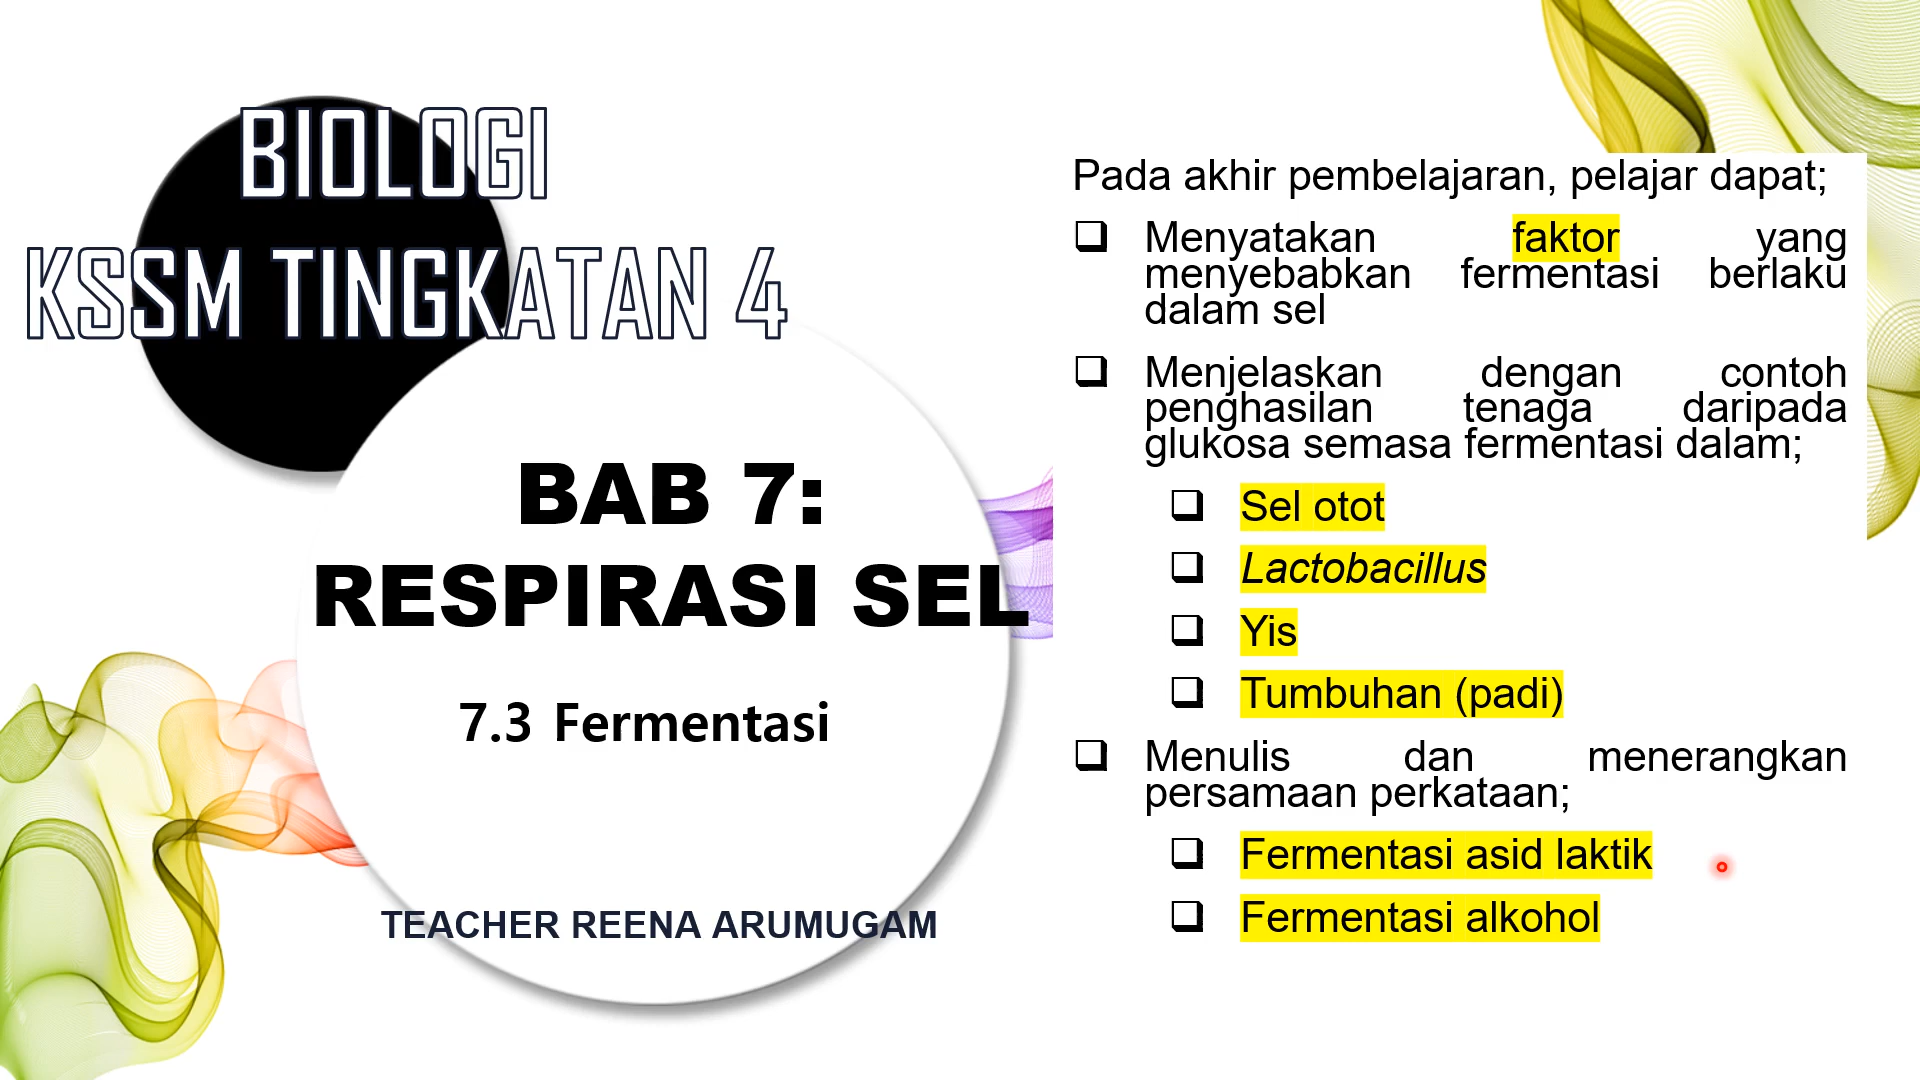 BIOLOGI
KSSM TINGKATAN 4
BAB 7:
RESPIRASI SEL
7.3 Fermentasi
TEACHER REENA ARUMUGAM
Pada akhir pembelajaran, pelajar dapat;
❑ Menyatakan faktor yang
menyebabkan fermentasi berlaku
dalam sel
❑ Menjelaskan dengan contoh
penghasilan tenaga daripada
glukosa semasa fermentasi dalam;
❑ Sel otot
❑ Lactobacillus
❑ Yis
❑ Tumbuhan (padi)
❑ Menulis dan menerangkan
persamaan perkataan;
❑ Fermentasi asid laktik
❑ Fermentasi alkohol